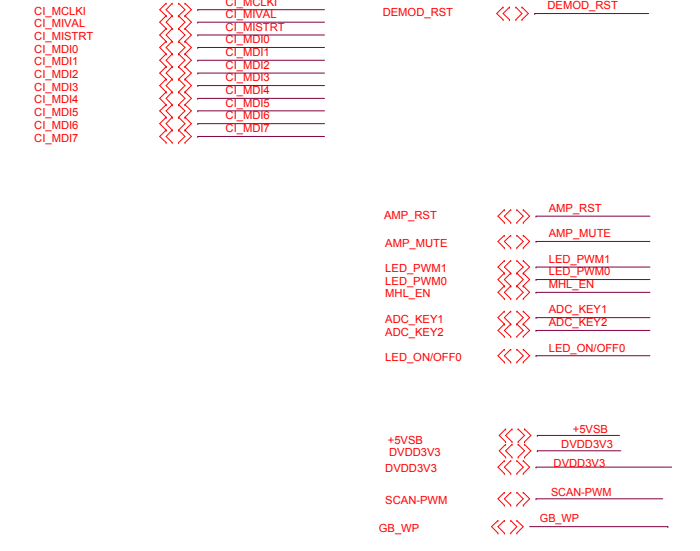 CI_MCLKI CI_MCLKI
CI_MIVAL CI_MIVAL
CI_MISTRT CI_MISTRT
CI_MDI0 CI_MDI0
CI_MDI1 CI_MDI1
CI_MDI2 CI_MDI2
CI_MDI3 CI_MDI3
CI_MDI4 CI_MDI4
CI_MDI5 CI_MDI5
CI_MDI6 CI_MDI6
CI_MDI7 CI_MDI7
DEMOD_RST DEMOD_RST
AMP_RST AMP_RST
AMP_MUTE AMP_MUTE
LED_PWM1 LED_PWM1
LED_PWM0 LED_PWM0
MHL_EN MHL_EN
ADC_KEY1 ADC_KEY1
ADC_KEY2 ADC_KEY2
LED_ON/OFF0 LED_ON/OFF0
+5VSB +5VSB
DVDD3V3 DVDD3V3
DVDD3V3 DVDD3V3
SCAN-PWM SCAN-PWM
GB_WP GB_WP